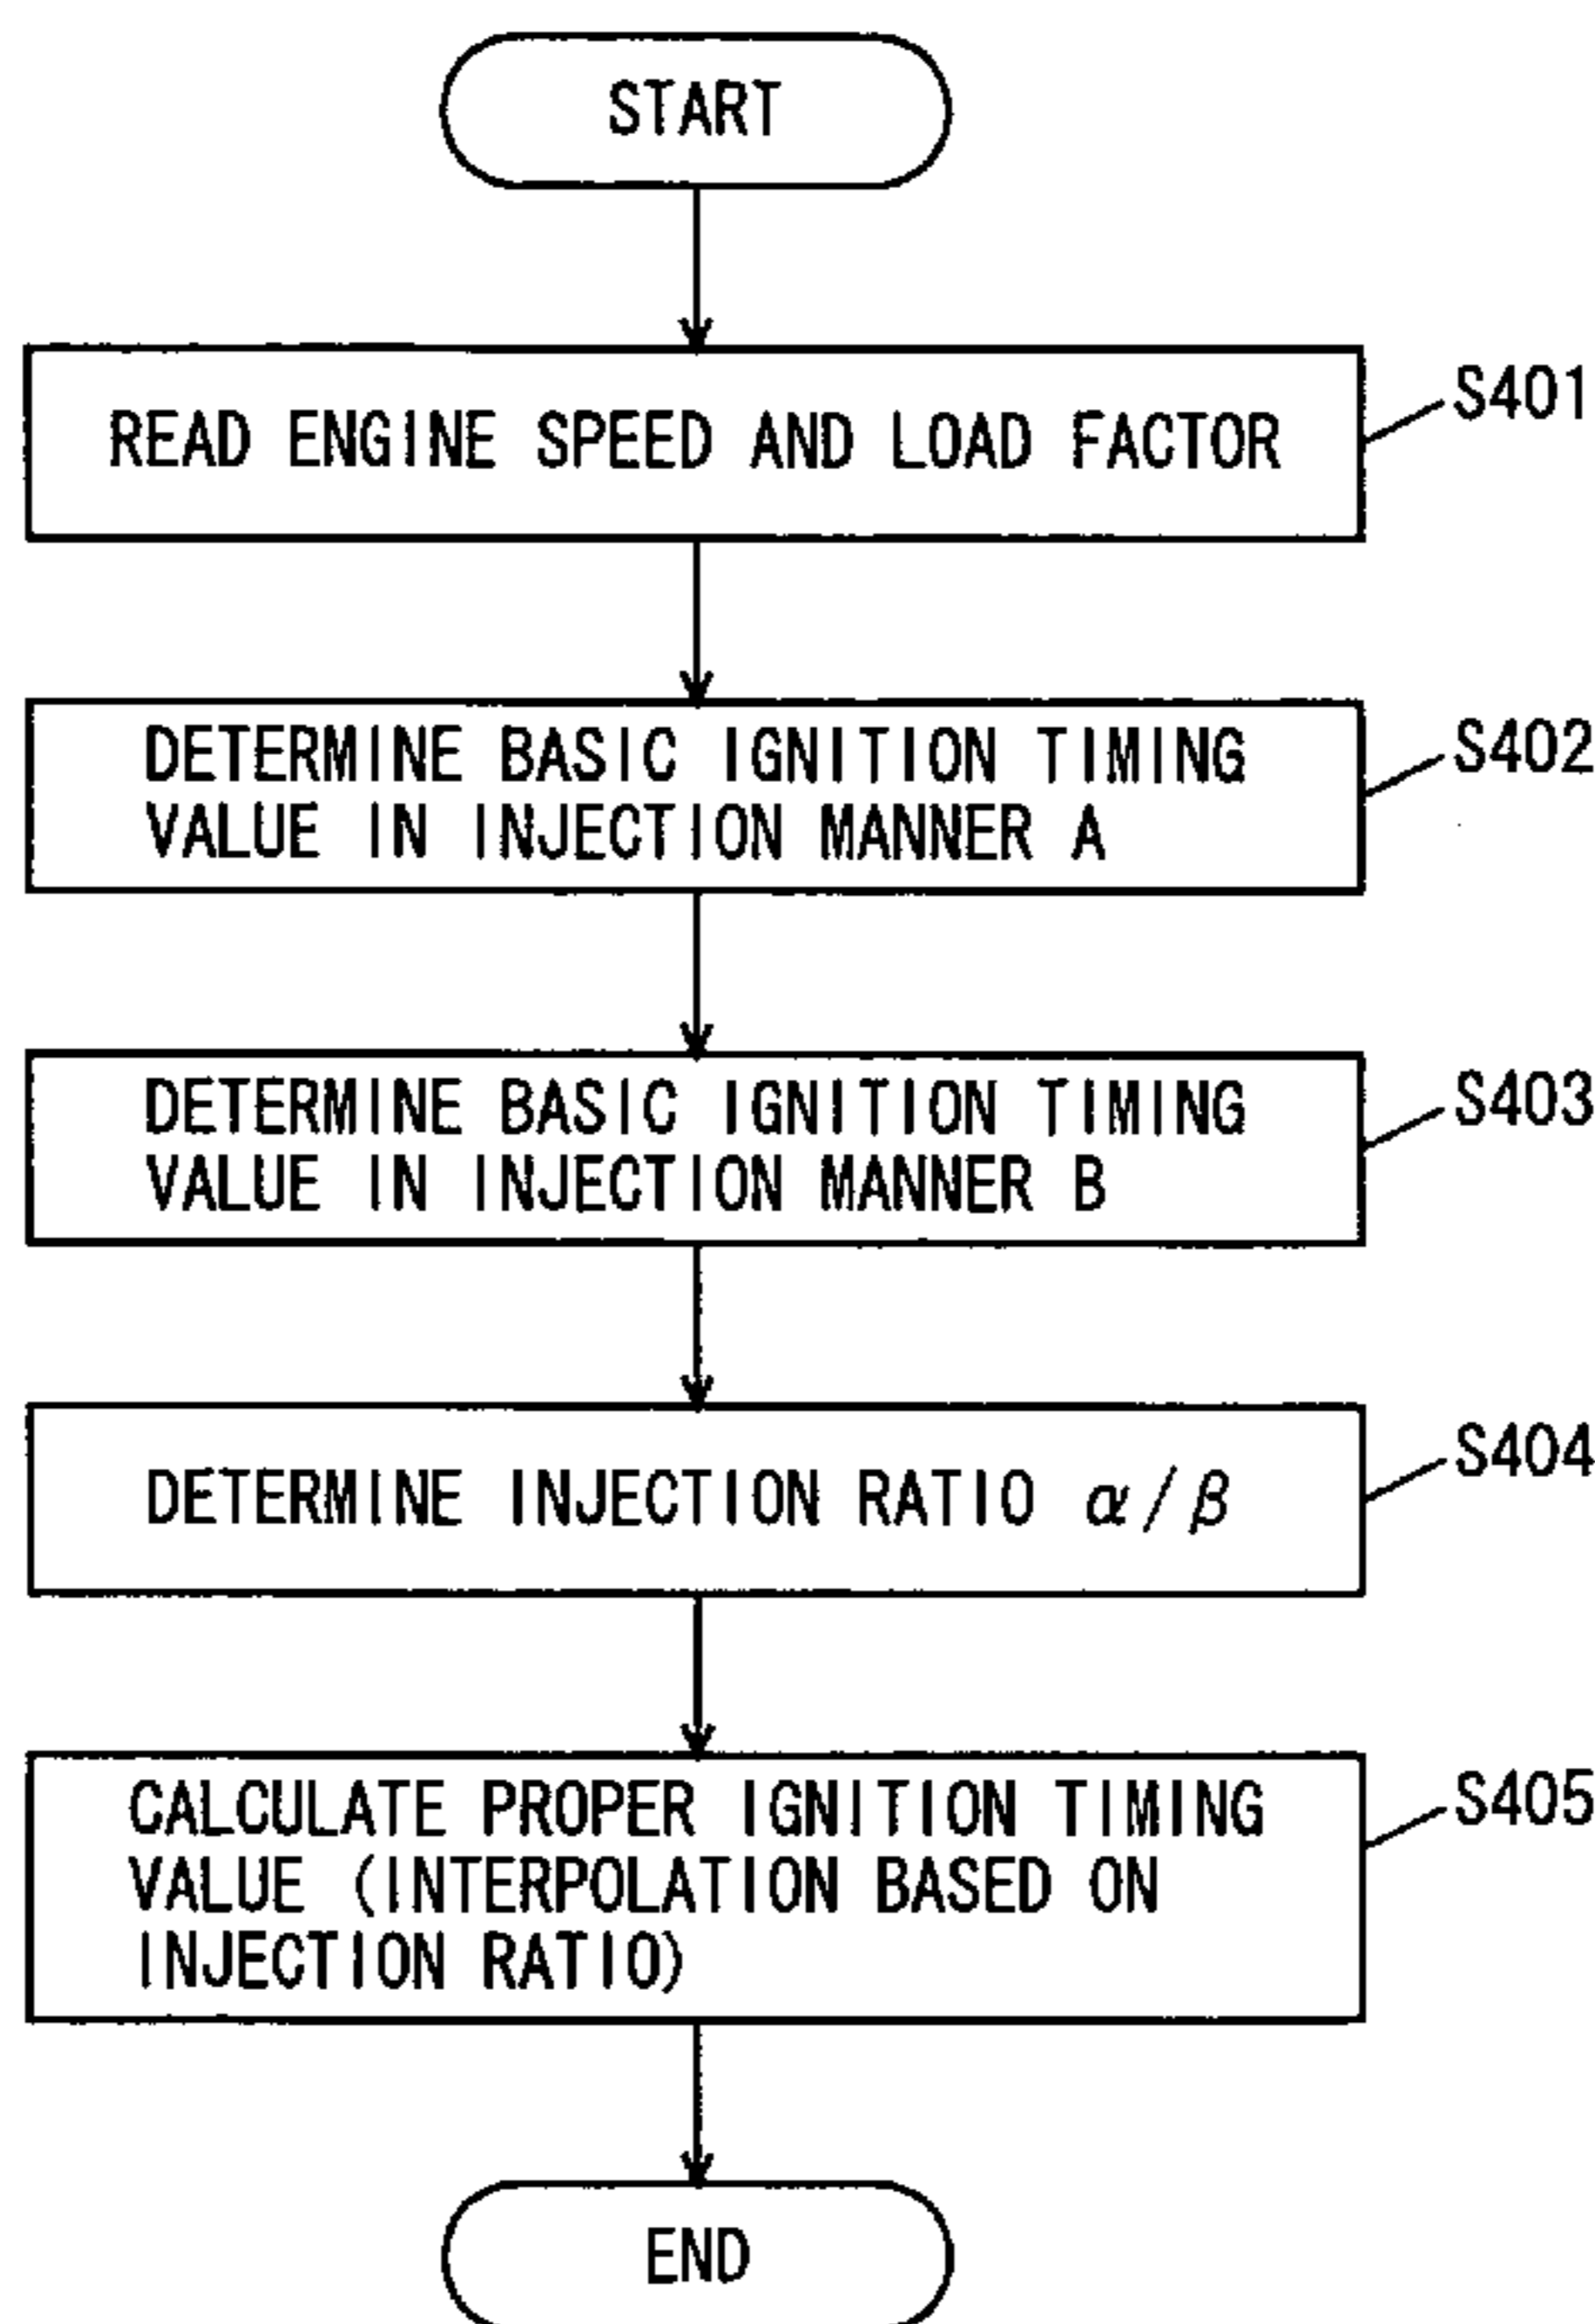 START
READ ENGINE SPEED AND LOAD FACTOR
S401
DETERMINE BASIC IGNITION TIMING
VALUE IN INJECTION MANNER A
S402
DETERMINE BASIC IGNITION TIMING
VALUE IN INJECTION MANNER B
S403
DETERMINE INJECTION RATIO α/β
S404
CALCULATE PROPER IGNITION TIMING
VALUE (INTERPOLATION BASED ON
INJECTION RATIO)
S405
END